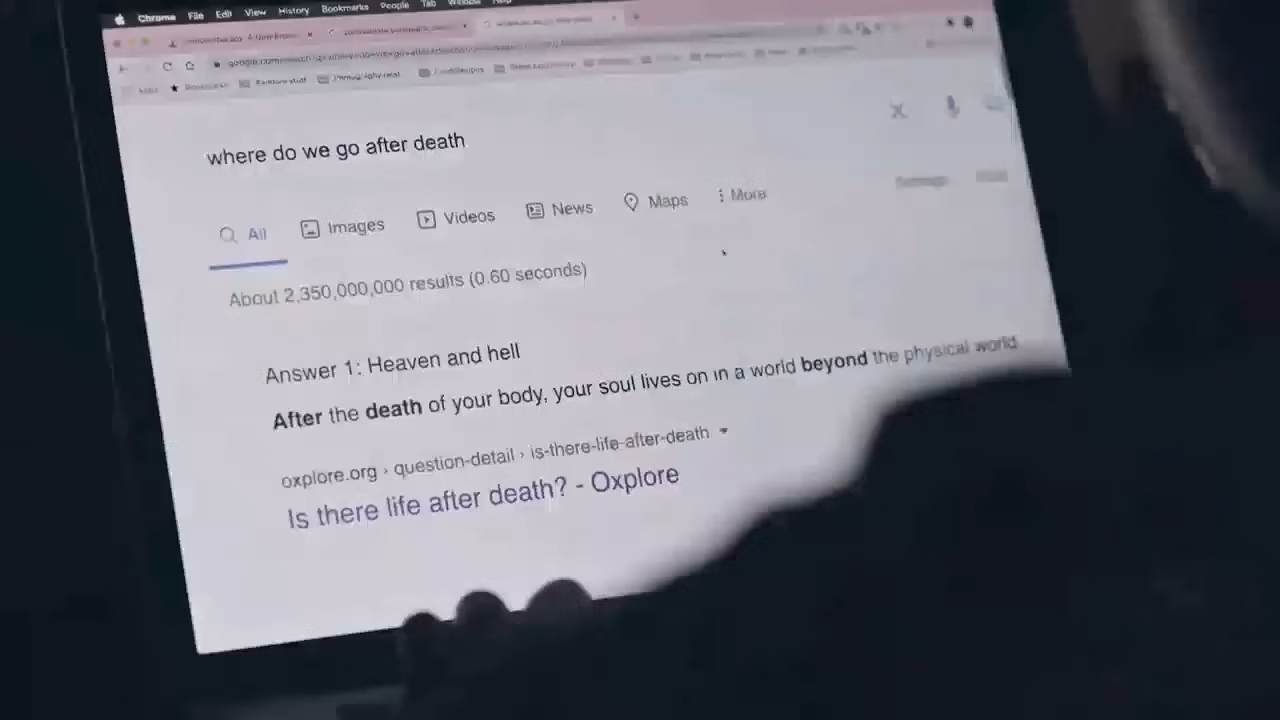 Chrome File Edit View History Bookmarks People Tab Window Help
where do we go after death
All Images Videos News Maps More
Settings
About 2,350,000,000 results (0.60 seconds)
Answer 1: Heaven and hell
After the death of your body, your soul lives on in a world beyond the physical world.
oxplore.org › question-detail › is-there-life-after-death
Is there life after death? - Oxplore